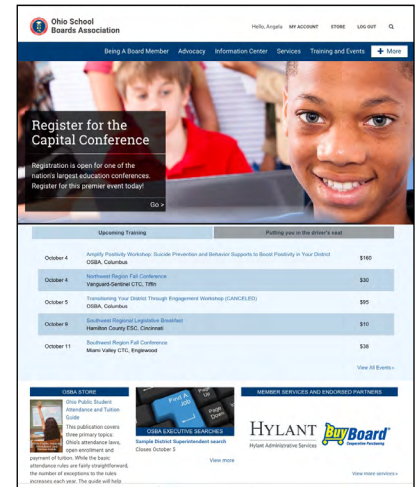 Ohio School
Boards Association
Hello, Angela MY ACCOUNT STORE LOG OUT
Being A Board Member Advocacy Information Center Services Training and Events + More
Register for the
Capital Conference
Registration is open for one of the
nation's largest education conferences.
Register for this premier event today!
Go >
Upcoming Training Putting you in the driver's seat
October 4 Amplify Positivity Workshop: Suicide Prevention and Behavior Supports to Boost Positivity in Your District $160
OSBA, Columbus
October 4 Northwest Region Fall Conference $30
Vanguard-Sentinel CTC, Tiffin
October 5 Transitioning Your District Through Engagement Workshop (CANCELED) $95
OSBA, Columbus
October 9 Southwest Regional Legislative Breakfast $10
Hamilton County ESC, Cincinnati
October 11 Southwest Region Fall Conference $38
Miami Valley CTC, Englewood
View All Events »
OSBA STORE
Ohio Public Student
Attendance and Tuition
Guide
This publication covers
three primary topics:
Ohio's attendance laws,
open enrollment and
payment of tuition. While the basic
attendance rules are fairly straightforward,
the number of exceptions to the rules
increases each year. The guide will help
Find A
Job
Page
Up
Page
Down
OSBA EXECUTIVE SEARCHES
Sample District Superintendent search
Closes October 5
View more
MEMBER SERVICES AND ENDORSED PARTNERS
HYLANT
Hylant Administrative Services
BuyBoard®
Cooperative Purchasing
View more services »